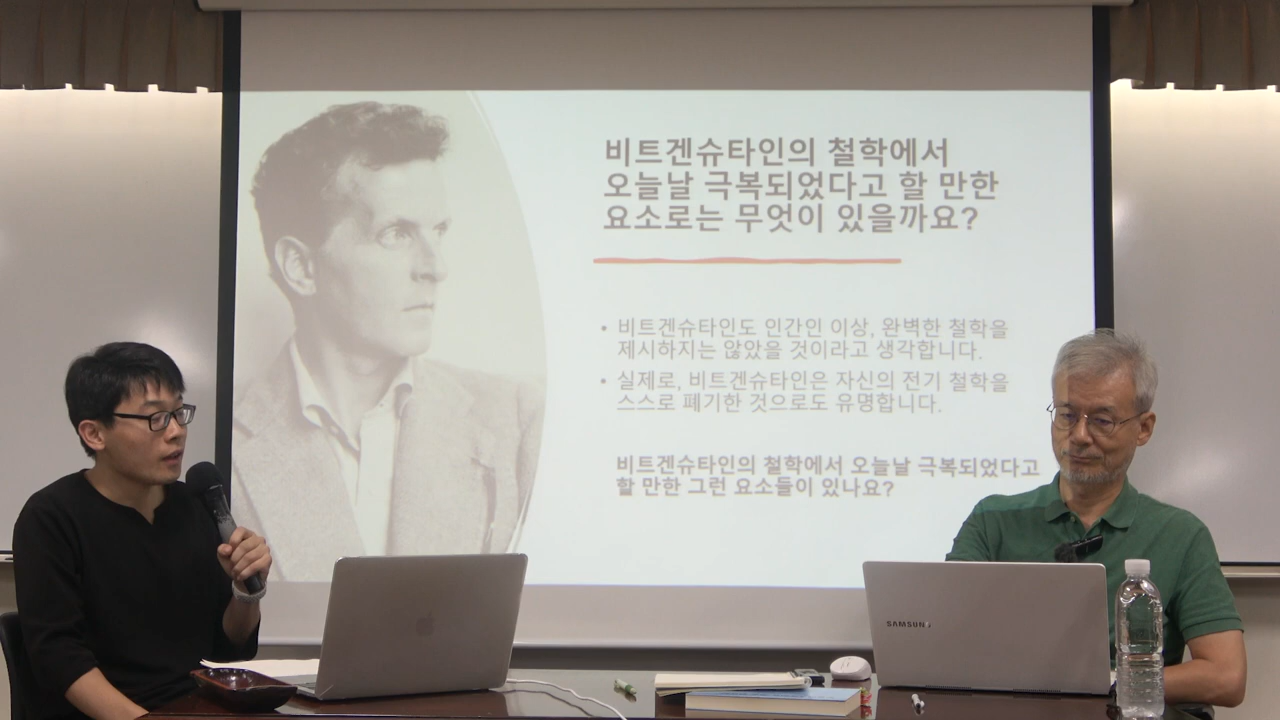 비트겐슈타인의 철학에서
오늘날 극복되었다고 할 만한
요소로는 무엇이 있을까요?
• 비트겐슈타인도 인간인 이상, 완벽한 철학을
제시하지는 않았을 것이라고 생각합니다.
• 실제로, 비트겐슈타인은 자신의 전기 철학을
스스로 폐기한 것으로도 유명합니다.
비트겐슈타인의 철학에서 오늘날 극복되었다고
할 만한 그런 요소들이 있나요?
SAMSUNG